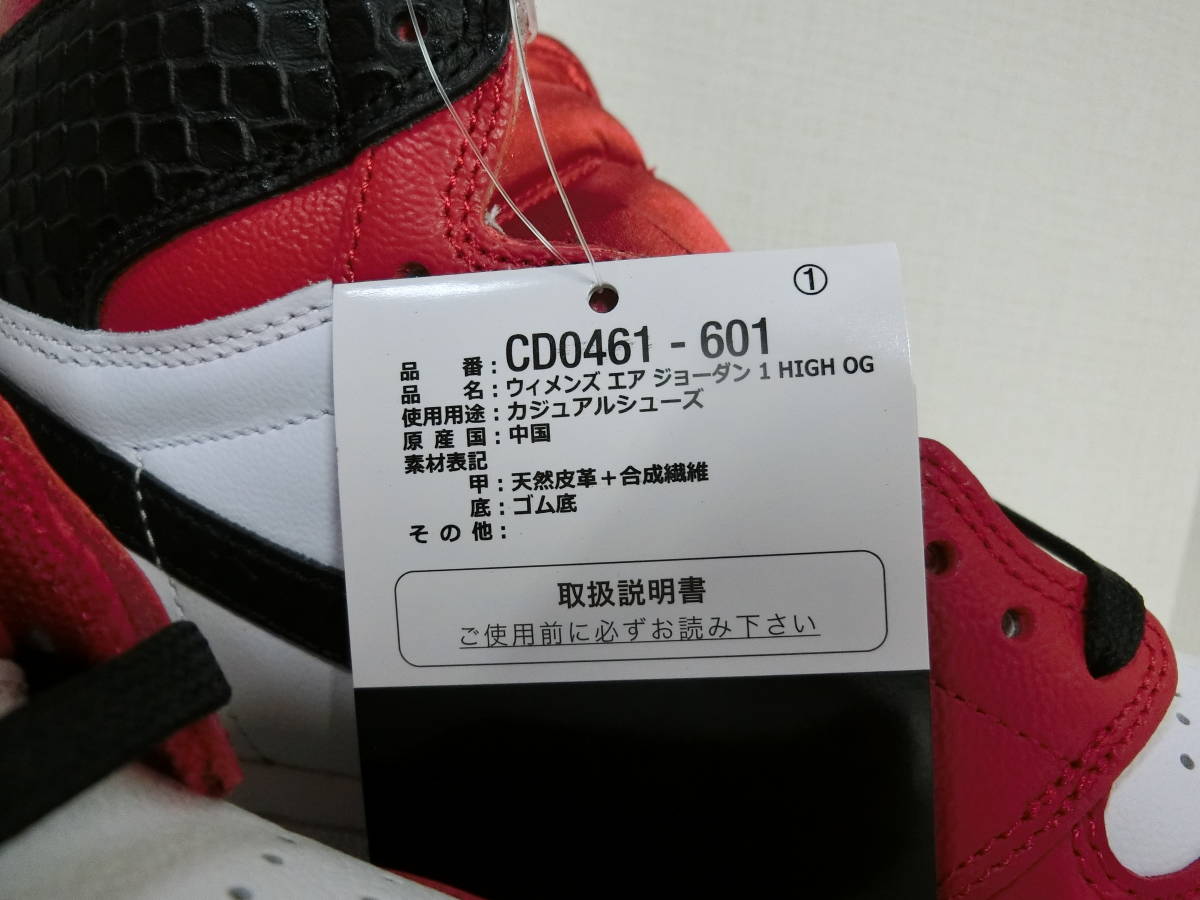 ①
品 番：CD0461 - 601
品 名：ウィメンズ エア ジョーダン 1 HIGH OG
使用用途：カジュアルシューズ
原 産 国：中国
素材表記
甲：天然皮革＋合成繊維
底：ゴム底
そ の 他：
取扱説明書
ご使用前に必ずお読み下さい